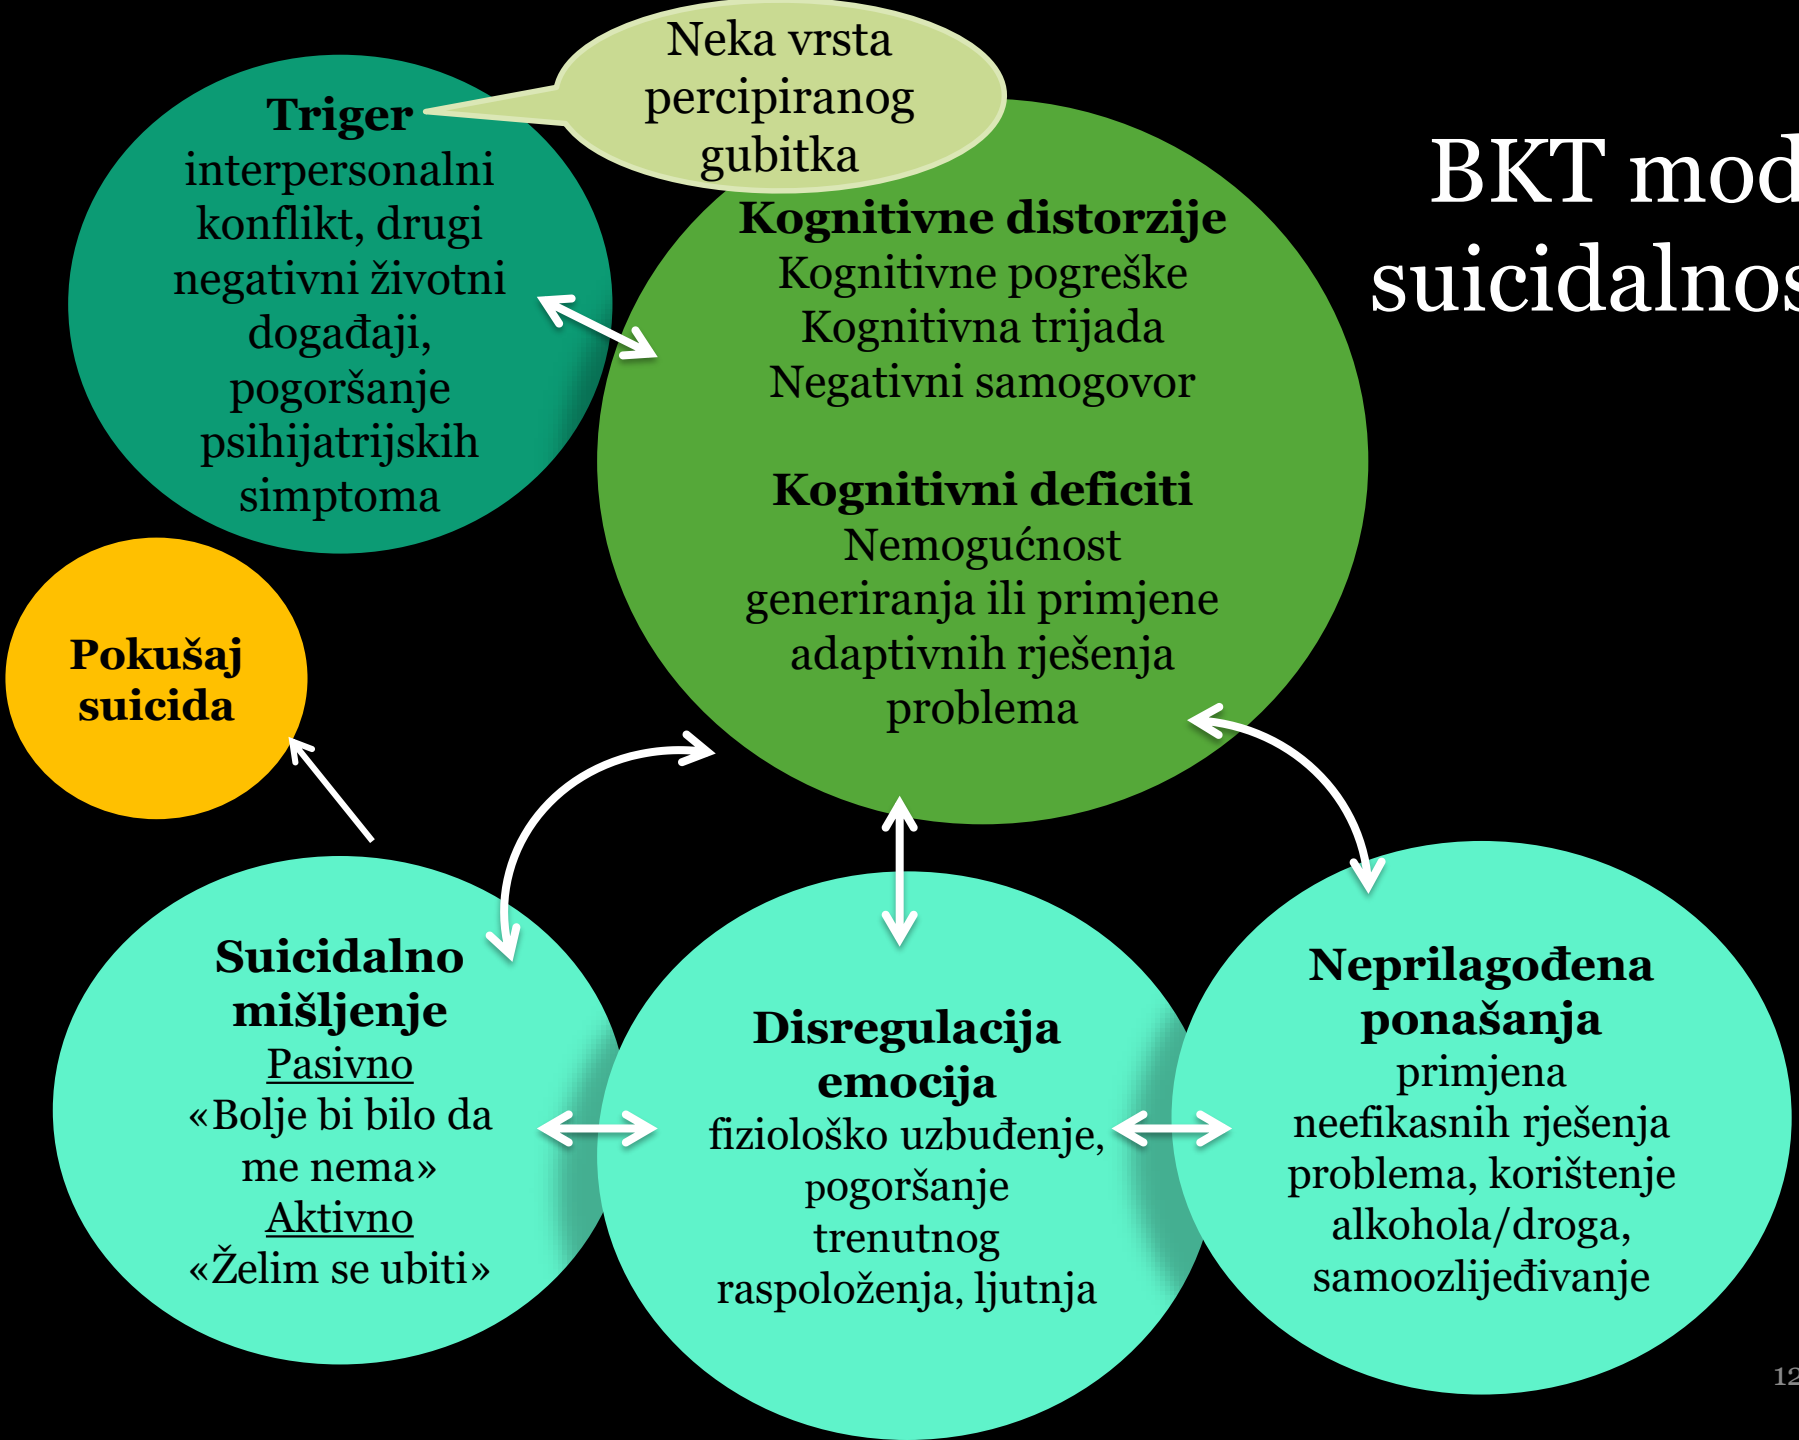 Neka vrsta
percipiranog
gubitka
Triger
interpersonalni
konflikt, drugi
negativni životni
događaji,
pogoršanje
psihijatrijskih
simptoma
BKT mod
suicidalnos
Kognitivne distorzije
Kognitivne pogreške
Kognitivna trijada
Negativni samogovor
Kognitivni deficiti
Nemogućnost
generiranja ili primjene
adaptivnih rješenja
problema
Pokušaj
suicida
Suicidalno
mišljenje
Pasivno
«Bolje bi bilo da
me nema»
Aktivno
«Želim se ubiti»
Disregulacija
emocija
fiziološko uzbuđenje,
pogoršanje
trenutnog
raspoloženja, ljutnja
Neprilagođena
ponašanja
primjena
neefikasnih rješenja
problema, korištenje
alkohola/droga,
samoozlijeđivanje
12